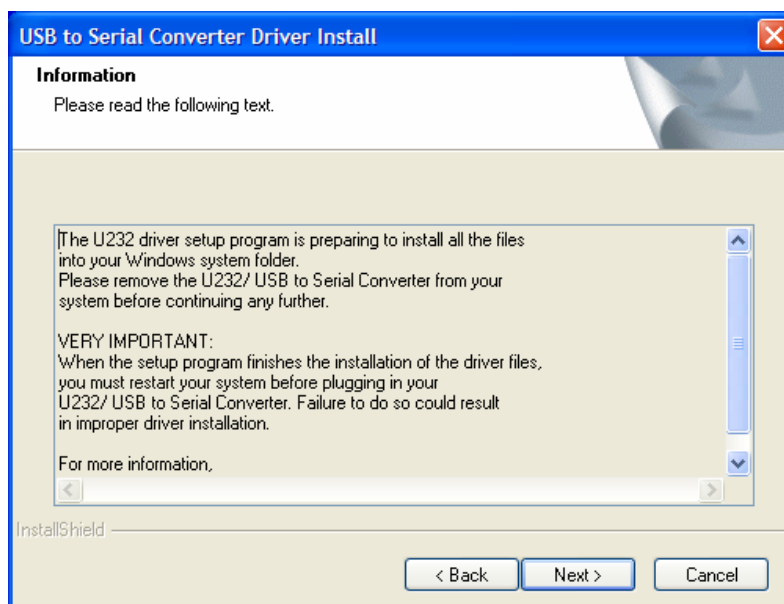 USB to Serial Converter Driver Install
Information
Please read the following text.
The U232 driver setup program is preparing to install all the files
into your Windows system folder.
Please remove the U232/ USB to Serial Converter from your
system before continuing any further.
VERY IMPORTANT:
When the setup program finishes the installation of the driver files,
you must restart your system before plugging in your
U232/ USB to Serial Converter. Failure to do so could result
in improper driver installation.
For more information,
InstallShield
< Back
Next >
Cancel